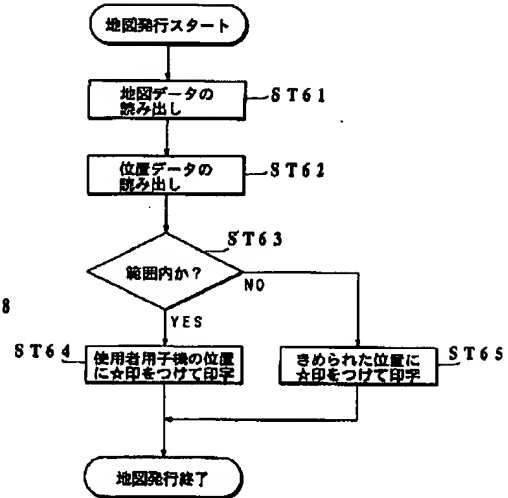 地図発行スタート
地図データの
読み出し
ST61
位置データの
読み出し
ST62
ST63
範囲内か?
NO
YES
8
ST64
使用者用子機の位置
に☆印をつけて印字
きめられた位置に
☆印をつけて印字
ST65
地図発行終了